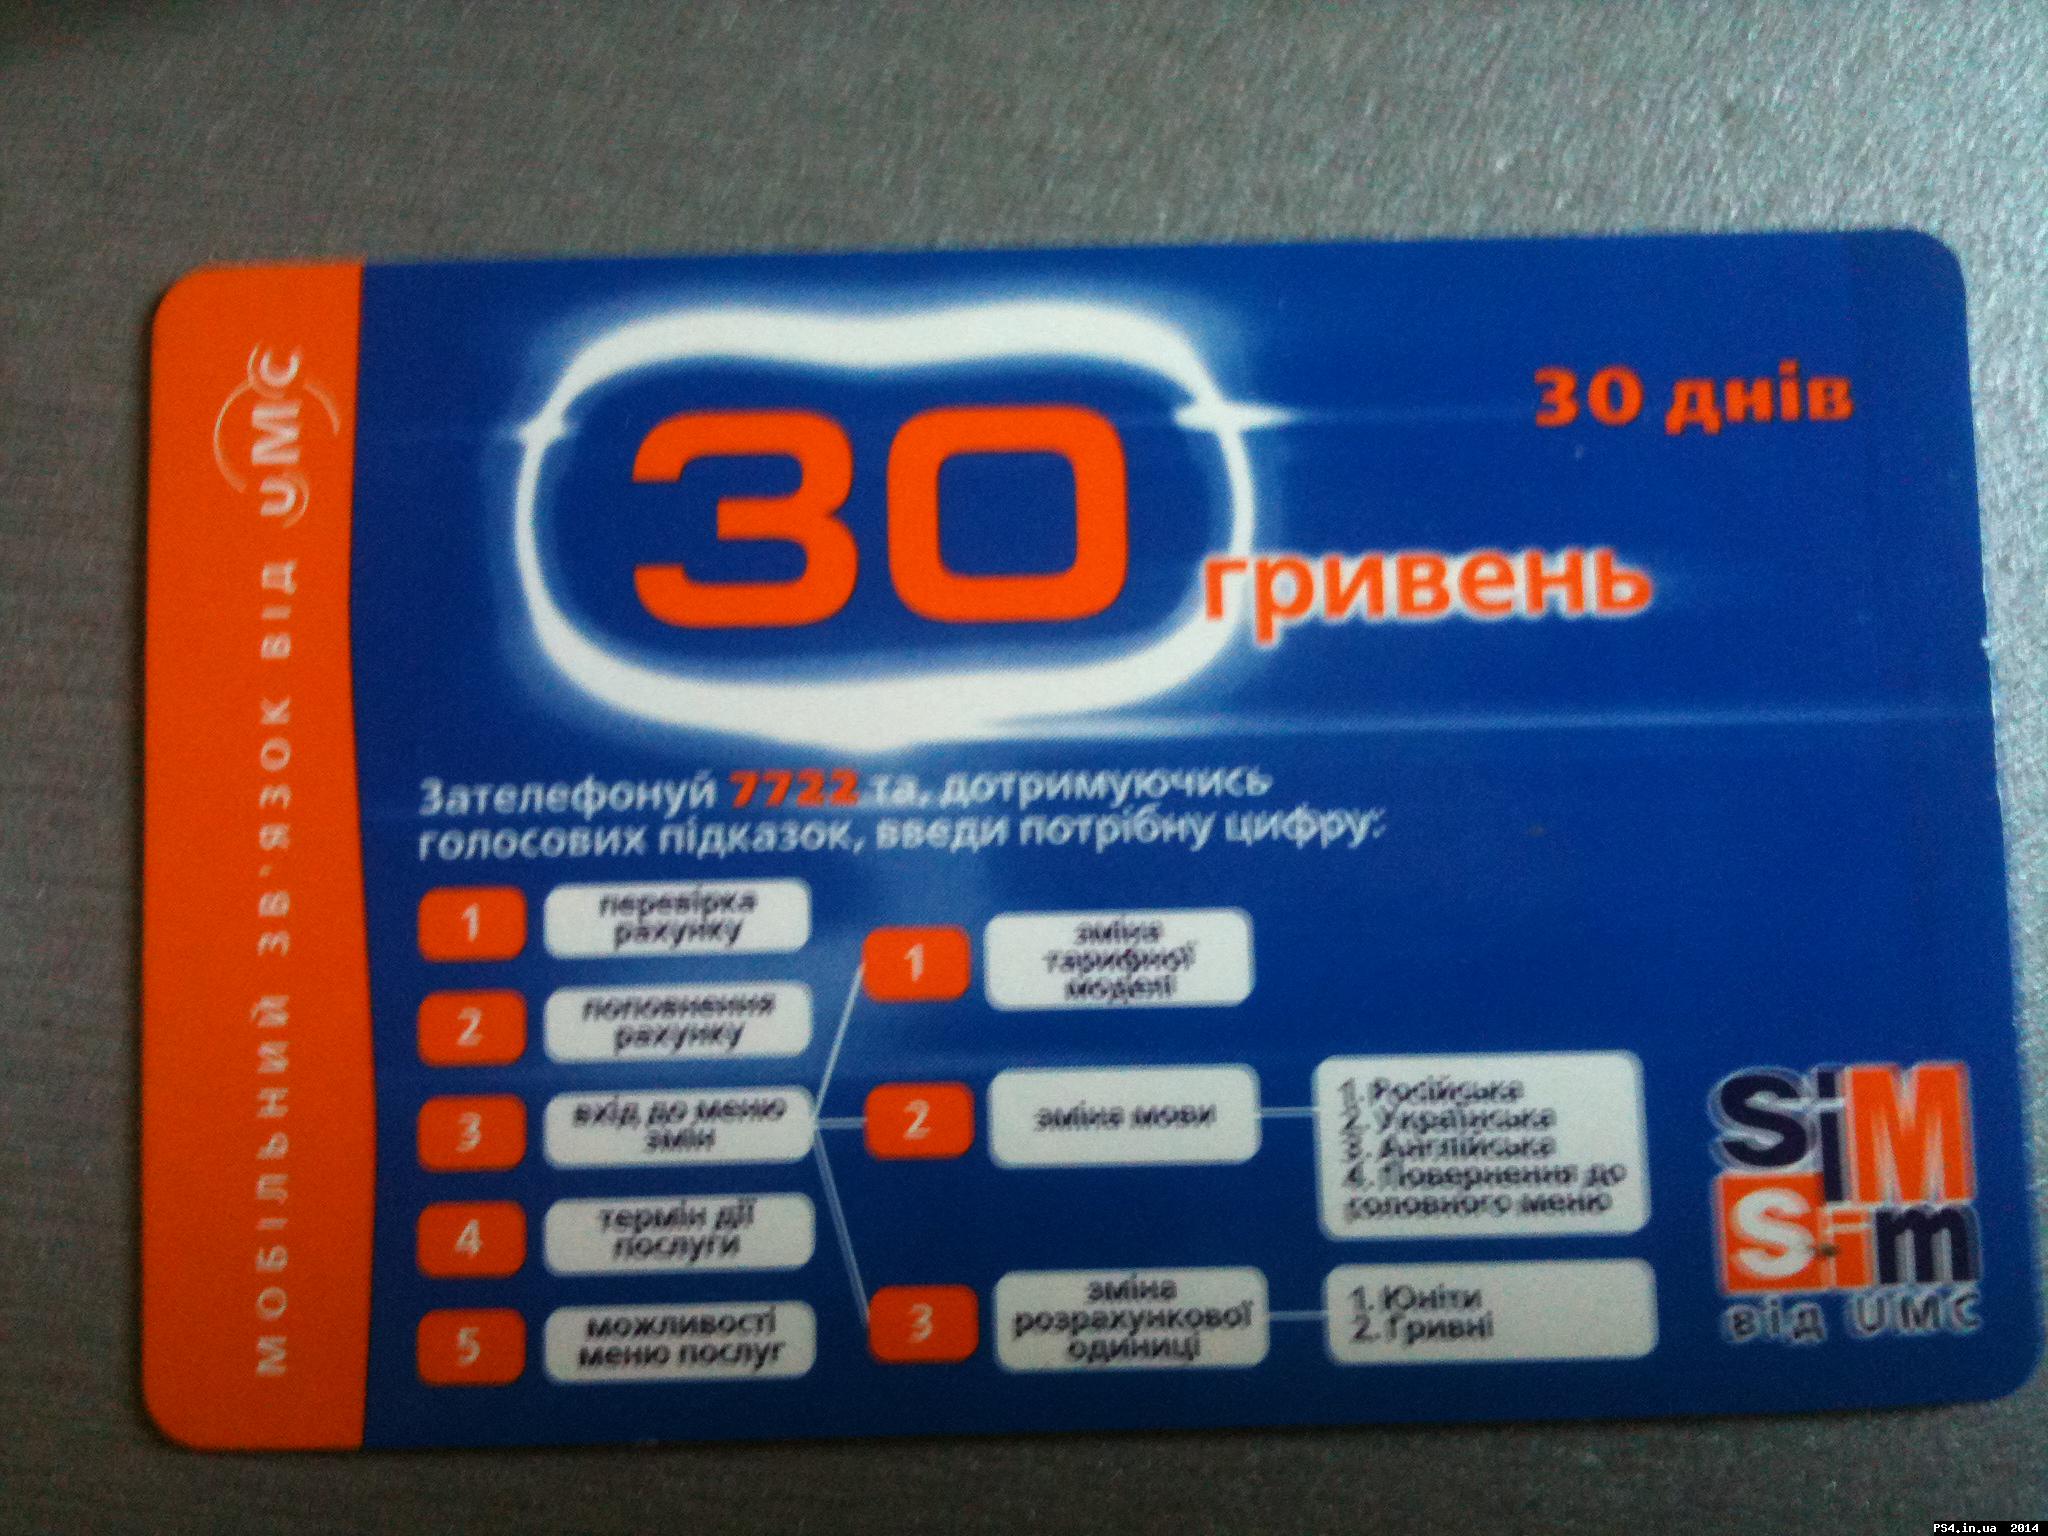 МОБІЛЬНИЙ ЗВ'ЯЗОК ВІД UMC
30 днів
30
гривень
Зателефонуй 7722 та, дотримуючись
голосових підказок, введи потрібну цифру:
1
перевірка
рахунку
2
поповнення
рахунку
3
вхід до меню
змін
4
термін дії
послуги
5
можливості
меню послуг
1
зміна
тарифної
моделі
2
зміна мови
1. Російська
2. Українська
3. Англійська
4. Повернення до
головного меню
3
зміна
розрахункової
одиниці
1. Юніти
2. Гривні
SiM
Sim
від UMC
PS4.in.ua 2014